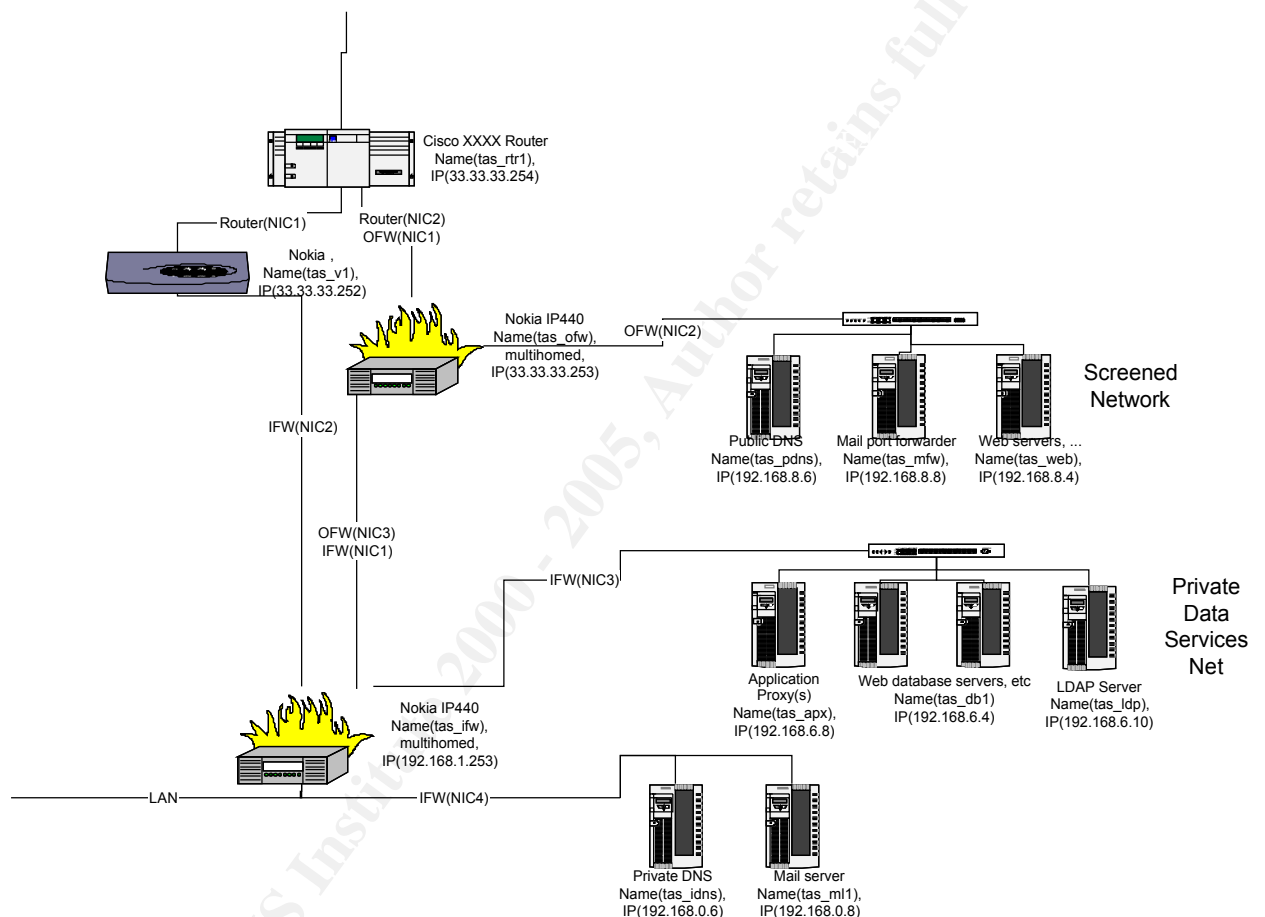 Cisco XXXX Router
Name(tas_rtr1),
IP(33.33.33.254)
Router(NIC1)
Router(NIC2)
OFW(NIC1)
Nokia ,
Name(tas_v1),
IP(33.33.33.252)
Nokia IP440
Name(tas_ofw),
multihomed,
IP(33.33.33.253)
OFW(NIC2)
Screened
Network
Public DNS
Name(tas_pdns),
IP(192.168.8.6)
Mail port forwarder
Name(tas_mfw),
IP(192.168.8.8)
Web servers, ...
Name(tas_web),
IP(192.168.8.4)
IFW(NIC2)
OFW(NIC3)
IFW(NIC1)
IFW(NIC3)
Private
Data
Services
Net
Application
Proxy(s)
Name(tas_apx),
IP(192.168.6.8)
Web database servers, etc
Name(tas_db1)
IP(192.168.6.4)
LDAP Server
Name(tas_ldp),
IP(192.168.6.10)
Nokia IP440
Name(tas_ifw),
multihomed,
IP(192.168.1.253)
LAN
IFW(NIC4)
Private DNS
Name(tas_idns),
IP(192.168.0.6)
Mail server
Name(tas_ml1)
IP(192.168.0.8)
S Institute 2000 - 2005, Author retains full